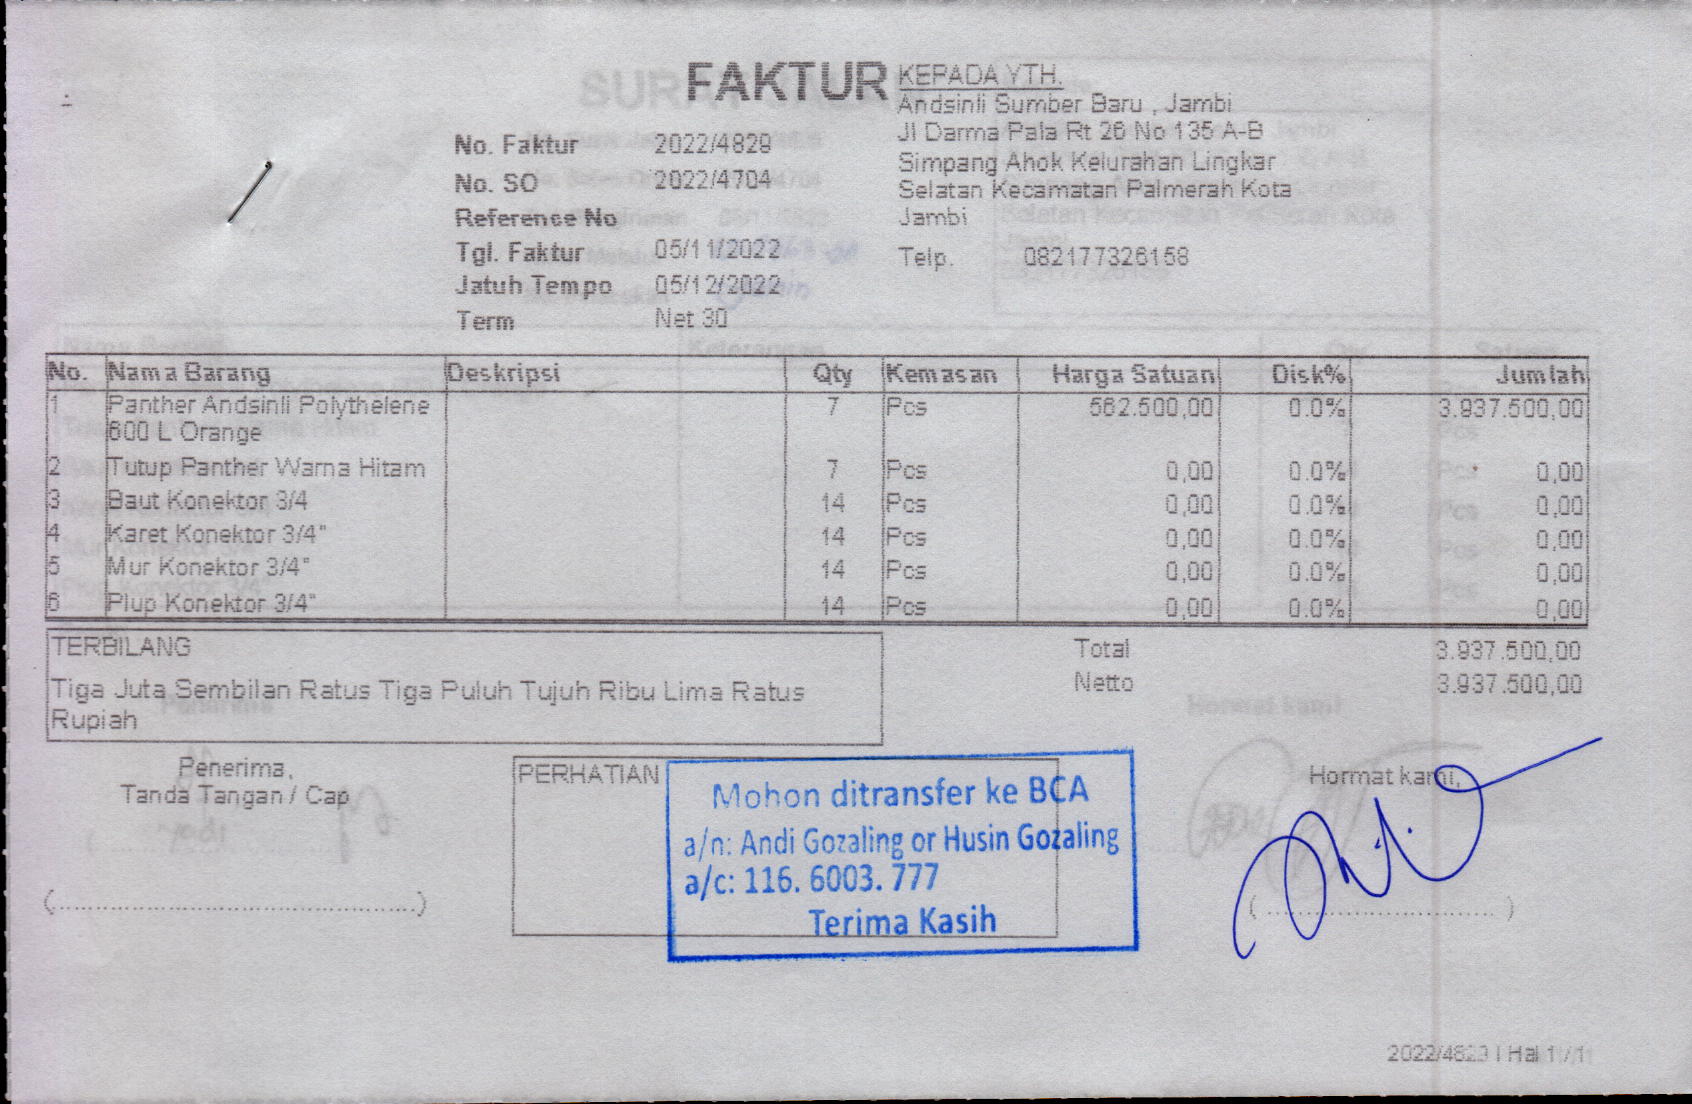 FAKTUR
No. Faktur 2022/4829
No. SO 2022/4704
Reference No
Tgl. Faktur 05/11/2022
Jatuh Tempo 05/12/2022
Term Net 30
KEPADA YTH.
Andsinli Sumber Baru , Jambi
Jl Darma Pala Rt 26 No 135 A-B
Simpang Ahok Kelurahan Lingkar
Selatan Kecamatan Palmerah Kota
Jambi
Telp. 082177326158
No. Nama Barang Deskripsi Qty Kemasan Harga Satuan Disk% Jumlah
1 Panther Andsinli Polythelene 7 Pcs 562.500,00 0.0% 3.937.500,00
600 L Orange
2 Tutup Panther Warna Hitam 7 Pcs 0,00 0.0% 0,00
3 Baut Konektor 3/4 14 Pcs 0,00 0.0% 0,00
4 Karet Konektor 3/4" 14 Pcs 0,00 0.0% 0,00
5 Mur Konektor 3/4" 14 Pcs 0,00 0.0% 0,00
6 Plup Konektor 3/4" 14 Pcs 0,00 0.0% 0,00
TERBILANG
Tiga Juta Sembilan Ratus Tiga Puluh Tujuh Ribu Lima Ratus
Rupiah
Total 3.937.500,00
Netto 3.937.500,00
Penerima,
Tanda Tangan / Cap
(................................................)
PERHATIAN
Mohon ditransfer ke BCA
a/n: Andi Gozaling or Husin Gozaling
a/c: 116. 6003. 777
Terima Kasih
Hormat kami,
(................................)
2022/4829 | Hal 1 / 1